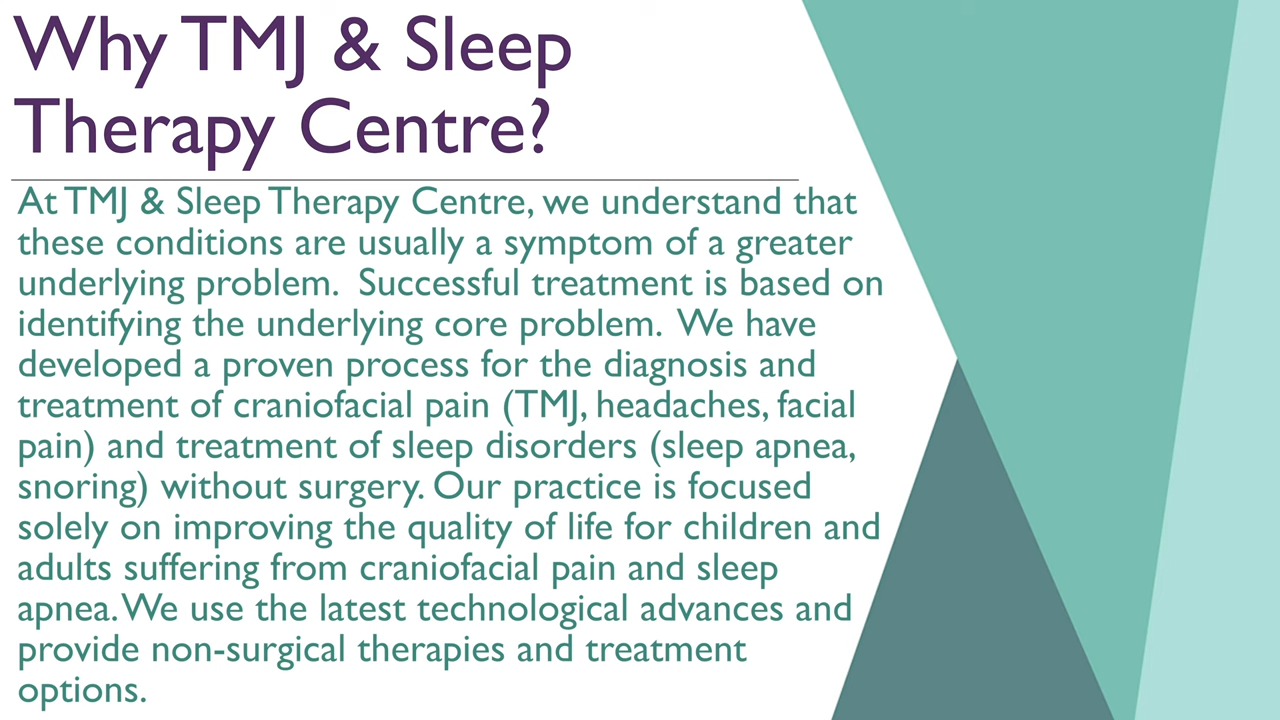 Why TMJ & Sleep
Therapy Centre?
At TMJ & Sleep Therapy Centre, we understand that
these conditions are usually a symptom of a greater
underlying problem.  Successful treatment is based on
identifying the underlying core problem.  We have
developed a proven process for the diagnosis and
treatment of craniofacial pain (TMJ, headaches, facial
pain) and treatment of sleep disorders (sleep apnea,
snoring) without surgery. Our practice is focused
solely on improving the quality of life for children and
adults suffering from craniofacial pain and sleep
apnea. We use the latest technological advances and
provide non-surgical therapies and treatment
options.